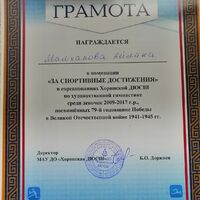 ГРАМОТА
НАГРАЖДАЕТСЯ
в номинации
«ЗА СПОРТИВНЫЕ ДОСТИЖЕНИЯ»
в соревнованиях Хоринской ДЮСШ
по художественной гимнастике
среди девочек 2009-2017 г.р.,
посвящённых 79-й годовщине Победы
в Великой Отечественной войне 1941-1945 гг.
Директор
МАУ ДО «Хоринская ДЮСШ» Б.О. Доржиев